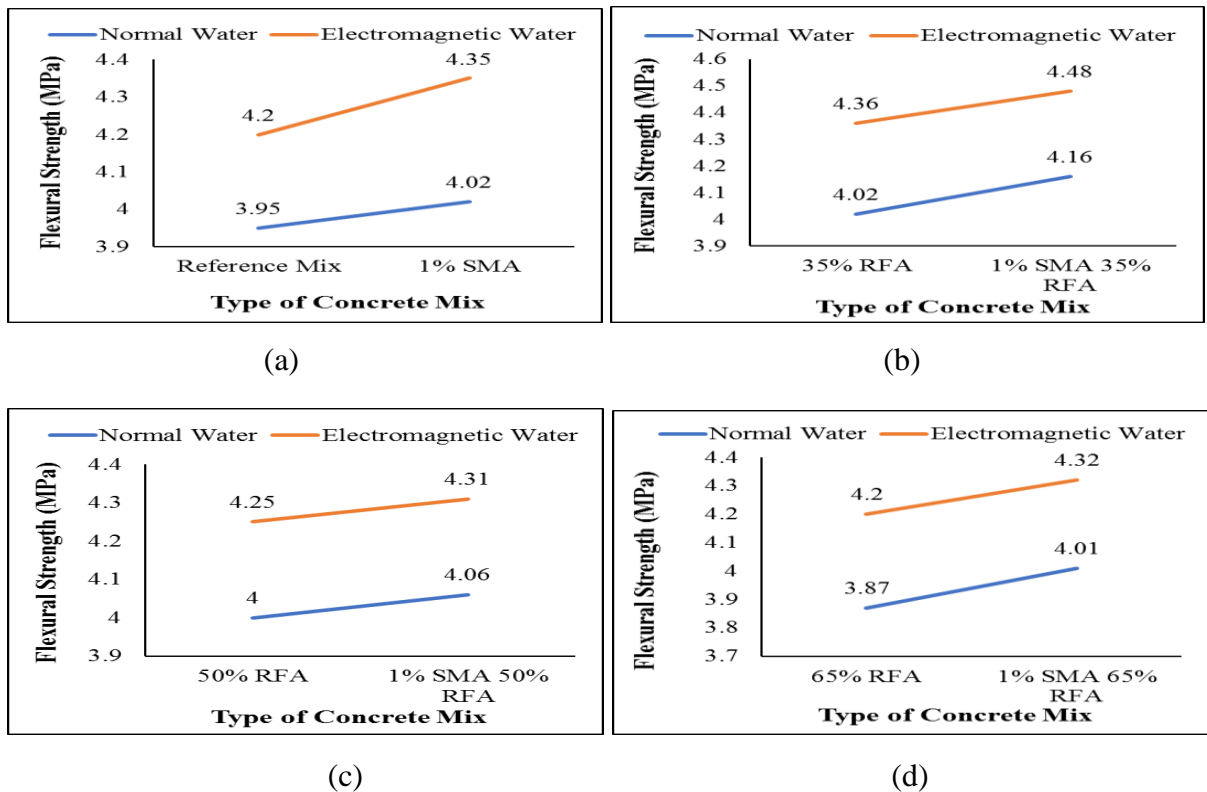 Normal Water Electromagnetic Water
Flexural Strength (MPa)
4.4
4.3
4.2
4.1
4
3.9
4.2
4.35
3.95
4.02
Reference Mix 1% SMA
Type of Concrete Mix
(a)
Normal Water Electromagnetic Water
Flexural Strength (MPa)
4.6
4.5
4.4
4.3
4.2
4.1
4
3.9
4.36
4.48
4.02
4.16
35% RFA 1% SMA 35%
RFA
Type of Concrete Mix
(b)
Normal Water Electromagnetic Water
Flexural Strength (MPa)
4.4
4.3
4.2
4.1
4
3.9
4.25
4.31
4
4.06
50% RFA 1% SMA 50%
RFA
Type of Concrete Mix
(c)
Normal Water Electromagnetic Water
Flexural Strength (MPa)
4.4
4.3
4.2
4.1
4
3.9
3.8
3.7
4.2
4.32
3.87
4.01
65% RFA 1% SMA 65%
RFA
Type of Concrete Mix
(d)